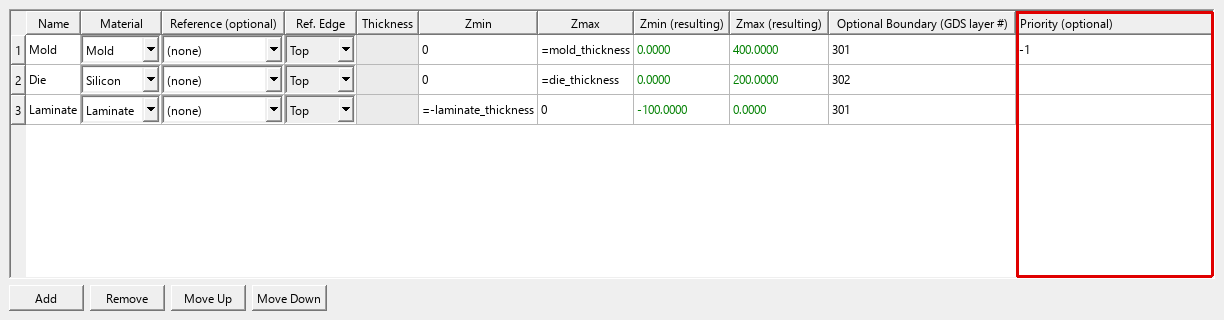 Name Material Reference (optional) Ref. Edge Thickness Zmin Zmax Zmin (resulting) Zmax (resulting) Optional Boundary (GDS layer #) Priority (optional)
1 Mold Mold (none) Top 0 =mold_thickness 0.0000 400.0000 301 -1
2 Die Silicon (none) Top 0 =die_thickness 0.0000 200.0000 302
3 Laminate Laminate (none) Top =-laminate_thickness 0 -100.0000 0.0000 301
Add Remove Move Up Move Down